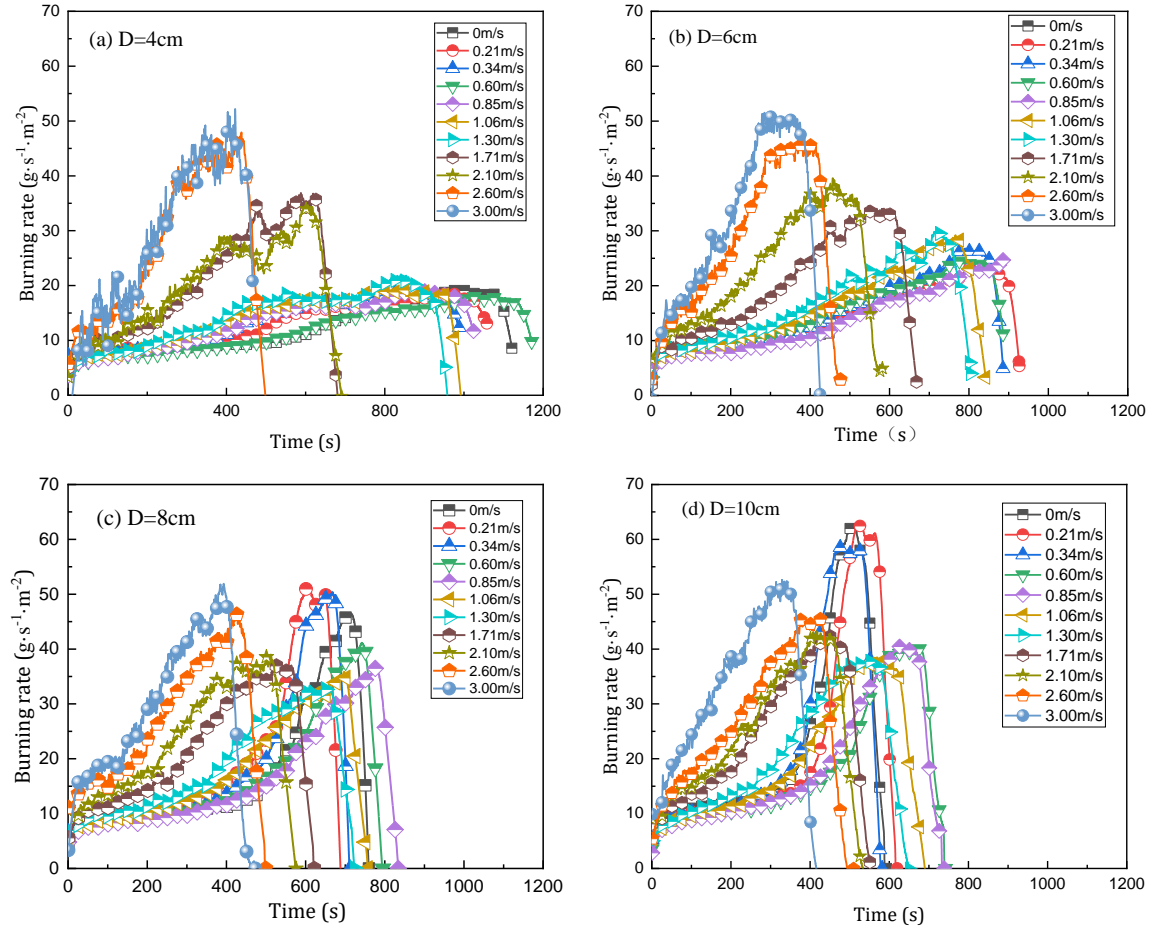 (a) D=4cm
0m/s
0.21m/s
0.34m/s
0.60m/s
0.85m/s
1.06m/s
1.30m/s
1.71m/s
2.10m/s
2.60m/s
3.00m/s
70
60
50
40
30
20
10
0
Burning rate (g·s⁻¹·m⁻²)
0 200 400 600 800 1000 1200
Time (s)
(b) D=6cm
0m/s
0.21m/s
0.34m/s
0.60m/s
0.85m/s
1.06m/s
1.30m/s
1.71m/s
2.10m/s
2.60m/s
3.00m/s
70
60
50
40
30
20
10
0
Burning rate (g·s⁻¹·m⁻²)
0 200 400 600 800 1000 1200
Time（s）
(c) D=8cm
0m/s
0.21m/s
0.34m/s
0.60m/s
0.85m/s
1.06m/s
1.30m/s
1.71m/s
2.10m/s
2.60m/s
3.00m/s
70
60
50
40
30
20
10
0
Burning rate (g·s⁻¹·m⁻²)
0 200 400 600 800 1000 1200
Time (s)
(d) D=10cm
0m/s
0.21m/s
0.34m/s
0.60m/s
0.85m/s
1.06m/s
1.30m/s
1.71m/s
2.10m/s
2.60m/s
3.00m/s
70
60
50
40
30
20
10
0
Burning rate (g·s⁻¹·m⁻²)
0 200 400 600 800 1000 1200
Time (s)